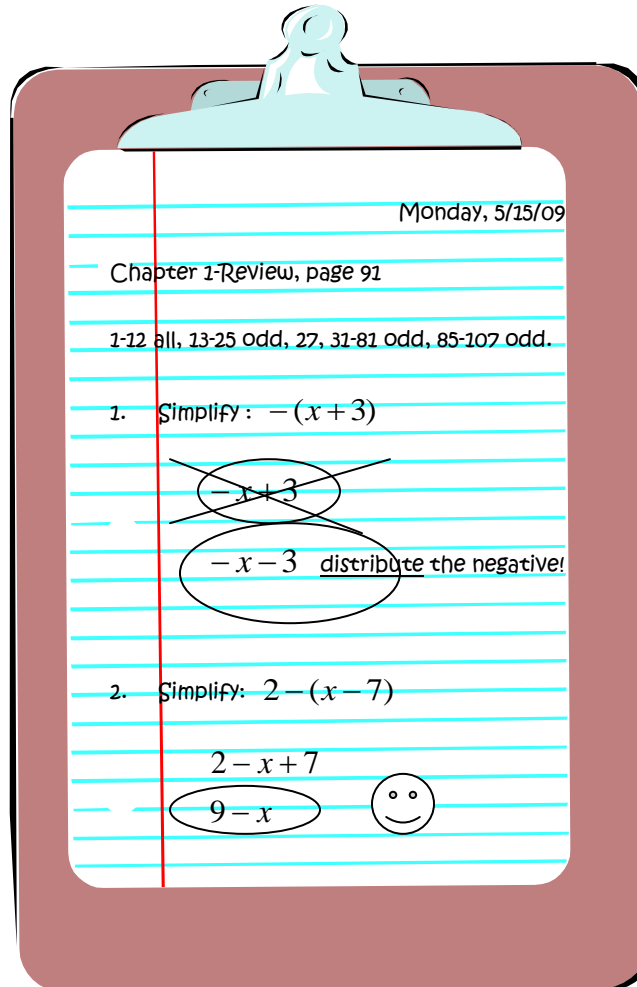 Monday, 5/15/09
Chapter 1-Review, page 91
1-12 all, 13-25 odd, 27, 31-81 odd, 85-107 odd.
1. Simplify : −(x+3)
−x+3
−x−3 distribute the negative!
2. Simplify: 2−(x−7)
2−x+7
9−x